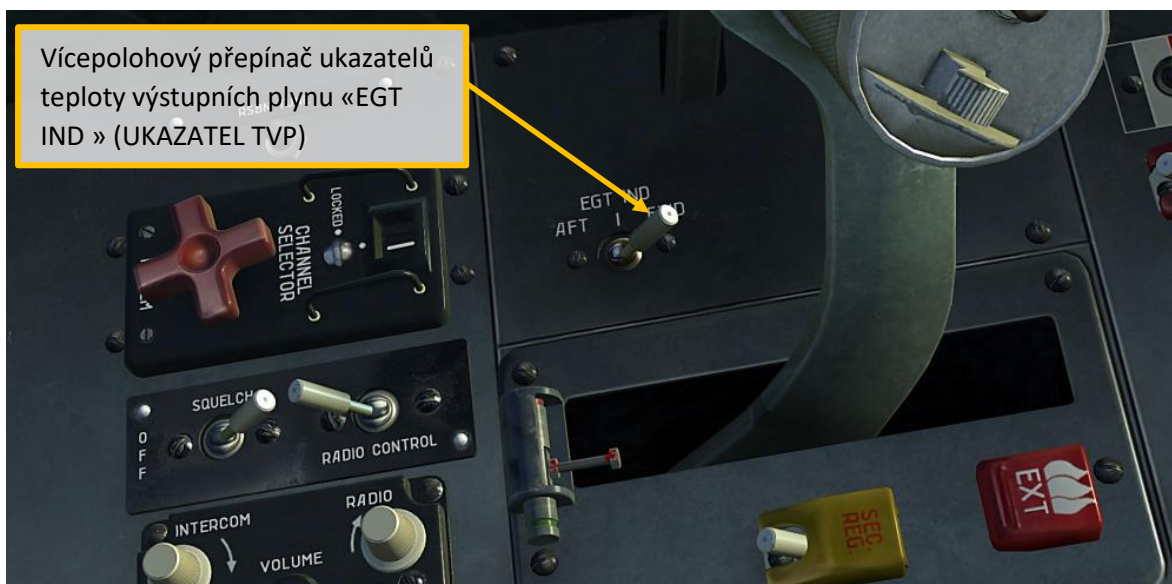 Vícepolohový přepínač ukazatelů
teploty výstupních plynu «EGT
IND » (UKAZATEL TVP)
EGT IND
AFT
LOCKED
CHANNEL
SELECTOR
SQUELCH
OFF
RADIO CONTROL
INTERCOM
RADIO
VOLUME
SEC.
REG.
EXT